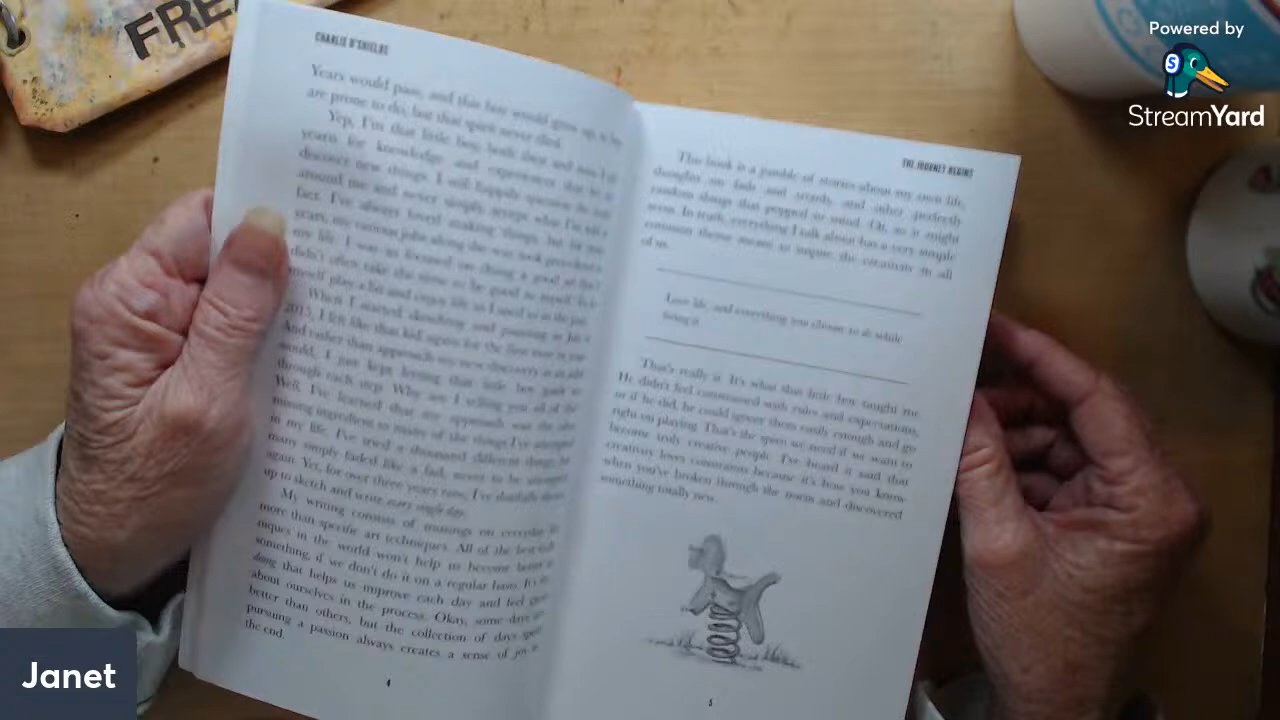 FRE
Powered by
StreamYard
CHARLIE O'SHIELDS
Years would pass, and this boy would grow up, as boys
are prone to do, but that spirit never died.
Yep, I'm that little boy, both then and now. I still
yearn for knowledge and experiences that let me
discover new things. I still happily question the world
around me and never simply accept what I'm told as
fact. I've always loved making things, but for many
years, my various jobs along the way took precedence in
my life. I was so focused on doing a good job that I
didn't often take the time to be good to myself. To let
myself play a bit and enjoy life as I used to in the past.
When I started sketching and painting in
2015, I felt like that kid again for the first time in
And rather than approach my new discovery as an adult
would, I just kept letting that little boy guide me
through each step. Why am I telling you all of this?
Well, I've learned that my approach was the
missing ingredient to many of the things I've attempted
in my life. I've tried a thousand different things, but
many simply faded like a fad, never to be attempted
again. Yet, for over three years now, I've
up to sketch and write every single day.
My writing consists of musings on everyday life
more than specific art techniques. All of the best tech-
niques in the world won't help us become better at
something, if we don't do it on a regular basis. It's the
doing that helps us improve each day and feel good
about ourselves in the process. Okay, some days are
better than others, but the collection of days spent
pursuing a passion always creates a sense of joy in
the end.
4
THE JOURNEY BEGINS
This book is a jumble of stories about my own life,
thoughts on fads and trends, and other perfectly
random things that popped to mind. Or, so it might
seem. In truth, everything I talk about has a very simple
common theme meant to inspire the creativity in all
of us.
Love life, and everything you choose to do while
living it.
That's really it. It's what this little boy taught me.
He didn't feel constrained with rules and expectations,
or if he did, he could ignore them easily enough and go
right on playing. That's the spirit we need if we want to
become truly creative people. I've heard it said that
creativity loves constraints because it's how you know
when you've broken through the norm and discovered
something totally new.
5
Janet